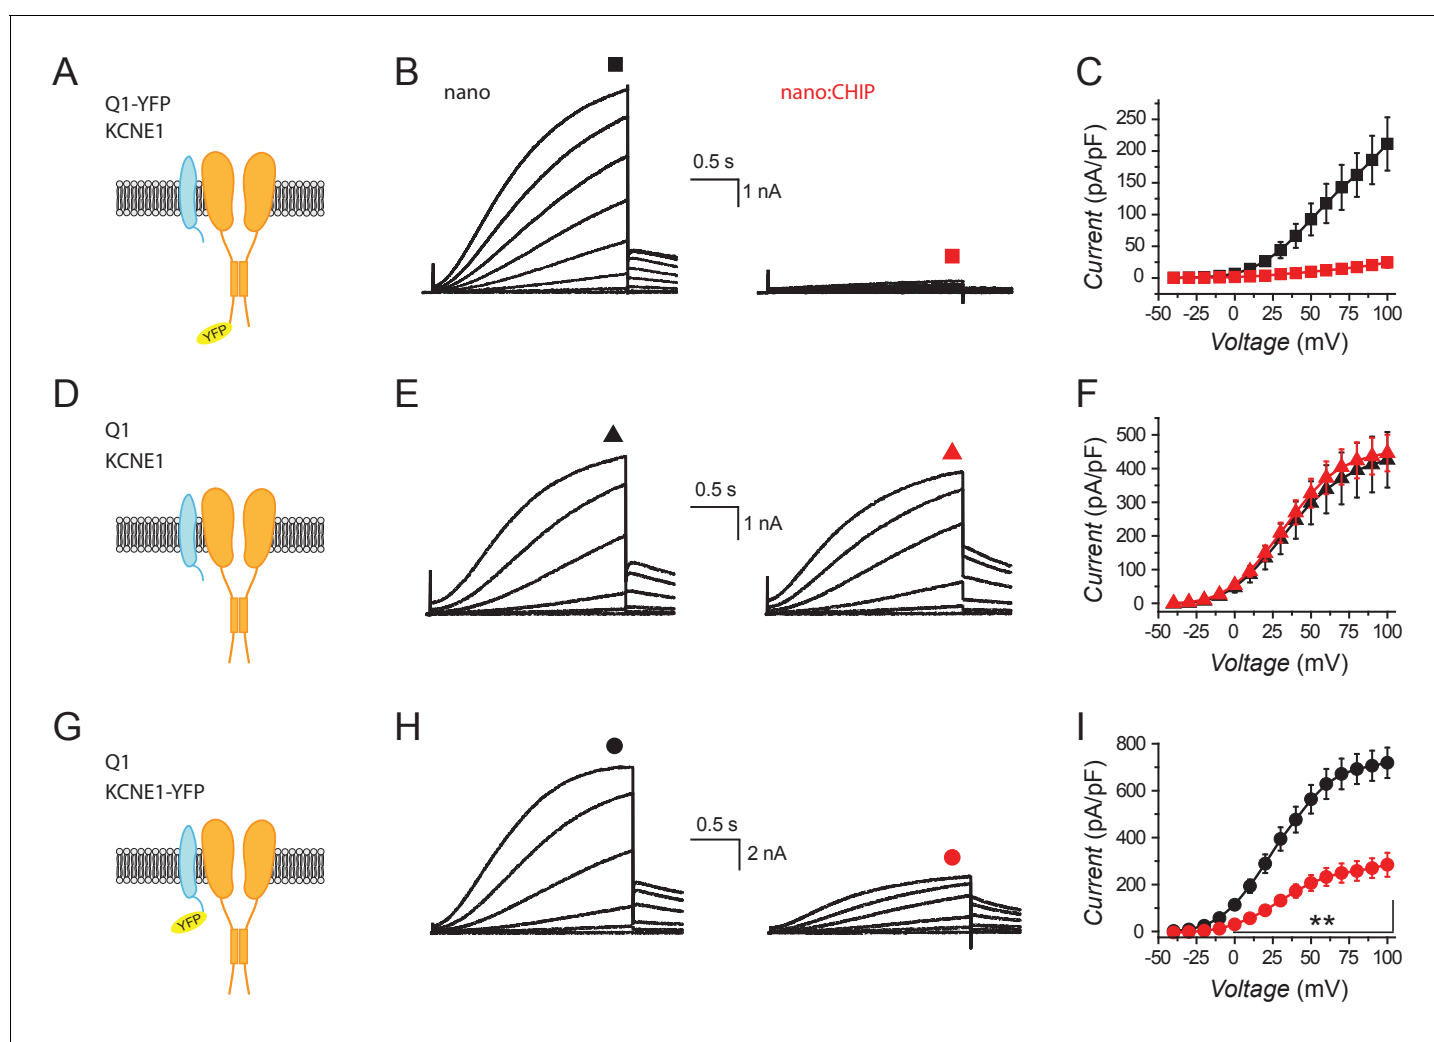 A
Q1-YFP
KCNE1
YFP
B
nano
nano:CHIP
0.5 s
1 nA
C
Current (pA/pF)
250
200
150
100
50
0
-50 -25 0 25 50 75 100
Voltage (mV)
D
Q1
KCNE1
E
0.5 s
1 nA
F
Current (pA/pF)
500
400
300
200
100
0
-50 -25 0 25 50 75 100
Voltage (mV)
G
Q1
KCNE1-YFP
YFP
H
0.5 s
2 nA
I
Current (pA/pF)
800
600
400
200
0
**
-50 -25 0 25 50 75 100
Voltage (mV)